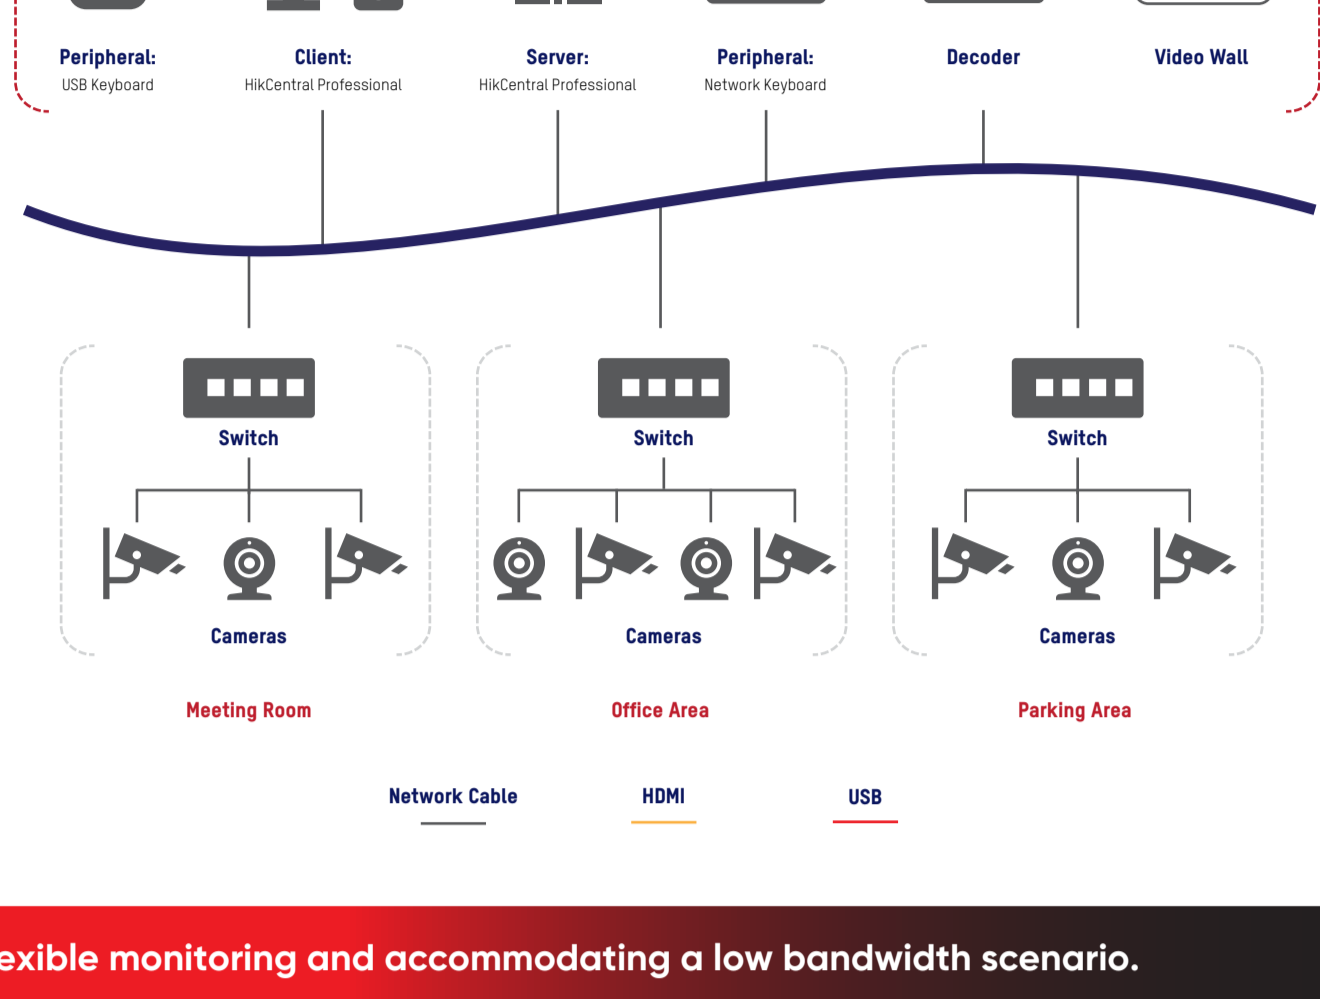 Peripheral:
USB Keyboard
Client:
HikCentral Professional
Server:
HikCentral Professional
Peripheral:
Network Keyboard
Decoder
Video Wall
Switch
Switch
Switch
Cameras
Cameras
Cameras
Meeting Room
Office Area
Parking Area
Network Cable
HDMI
USB
exible monitoring and accommodating a low bandwidth scenario.